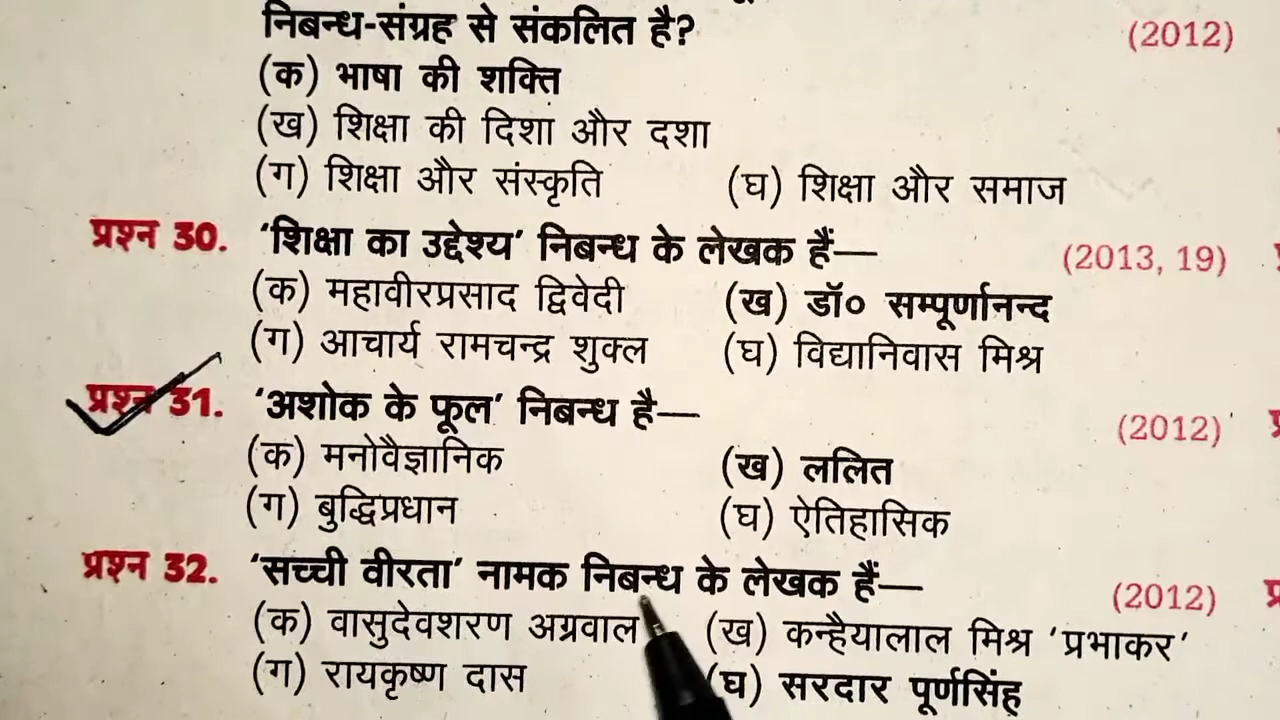 निबन्ध-संग्रह से संकलित है? (2012)
(क) भाषा की शक्ति
(ख) शिक्षा की दिशा और दशा
(ग) शिक्षा और संस्कृति (घ) शिक्षा और समाज
प्रश्न 30. 'शिक्षा का उद्देश्य' निबन्ध के लेखक हैं— (2013, 19)
(क) महावीरप्रसाद द्विवेदी (ख) डॉ० सम्पूर्णानन्द
(ग) आचार्य रामचन्द्र शुक्ल (घ) विद्यानिवास मिश्र
प्रश्न 31. 'अशोक के फूल' निबन्ध है— (2012)
(क) मनोवैज्ञानिक (ख) ललित
(ग) बुद्धिप्रधान (घ) ऐतिहासिक
प्रश्न 32. 'सच्ची वीरता' नामक निबन्ध के लेखक हैं— (2012)
(क) वासुदेवशरण अग्रवाल (ख) कन्हैयालाल मिश्र 'प्रभाकर'
(ग) रायकृष्ण दास (घ) सरदार पूर्णसिंह